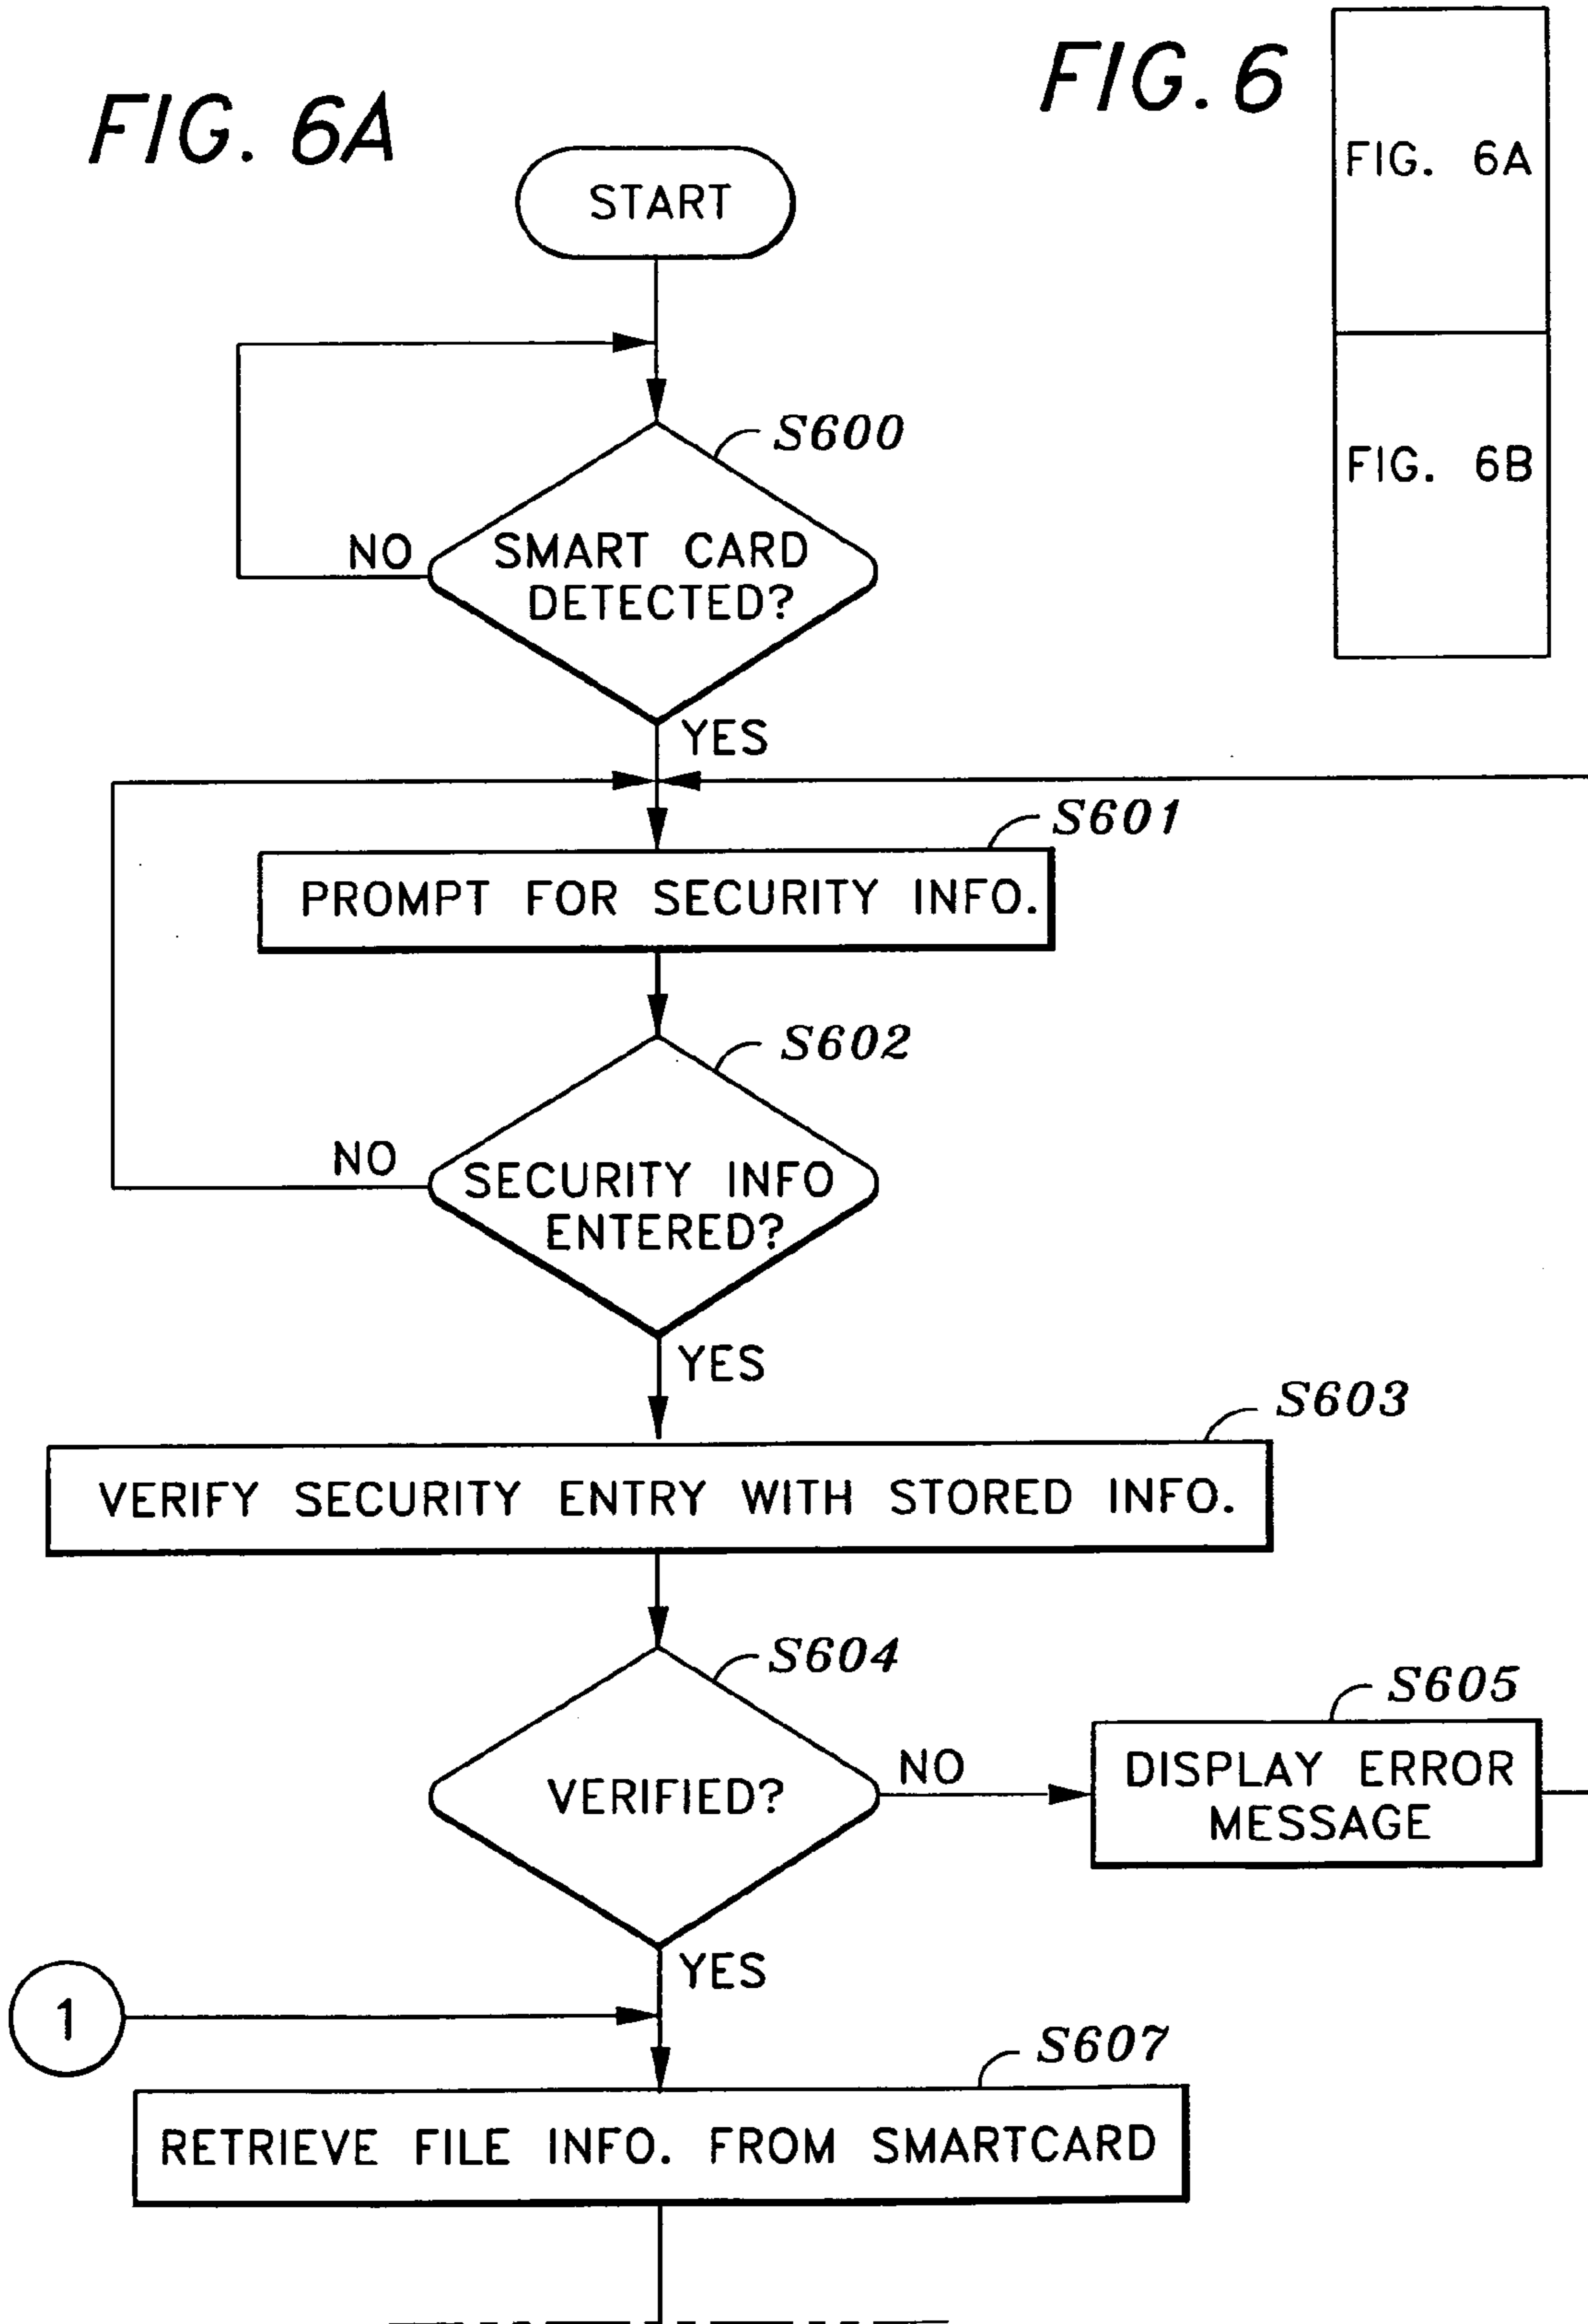 FIG. 6A
FIG. 6
FIG. 6A
FIG. 6B
START
S600
SMART CARD
DETECTED?
NO
YES
S601
PROMPT FOR SECURITY INFO.
S602
SECURITY INFO
ENTERED?
NO
YES
S603
VERIFY SECURITY ENTRY WITH STORED INFO.
S604
VERIFIED?
NO
S605
DISPLAY ERROR
MESSAGE
YES
1
S607
RETRIEVE FILE INFO. FROM SMARTCARD